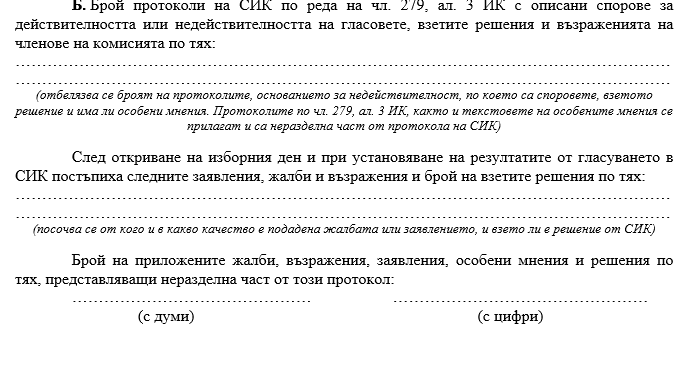 Б. Брой протоколи на СИК по реда на чл. 279, ал. 3 ИК с описани спорове за
действителността или недействителността на гласовете, взетите решения и възраженията на
членове на комисията по тях:
……………………………………………………………………………………………………
……………………………………………………………………………………………………
(отбелязва се броят на протоколите, основанието за недействителност, по което са споровете, взетото
решение и има ли особени мнения. Протоколите по чл. 279, ал. 3 ИК, както и текстовете на особените мнения се
прилагат и са неразделна част от протокола на СИК)
След откриване на изборния ден и при установяване на резултатите от гласуването в
СИК постъпиха следните заявления, жалби и възражения и брой на взетите решения по тях:
……………………………………………………………………………………………………
……………………………………………………………………………………………………
(посочва се от кого и в какво качество е подадена жалбата или заявлението, и взето ли е решение от СИК)
Брой на приложените жалби, възражения, заявления, особени мнения и решения по
тях, представляващи неразделна част от този протокол:
…………………………………… ………………………………………
(с думи) (с цифри)